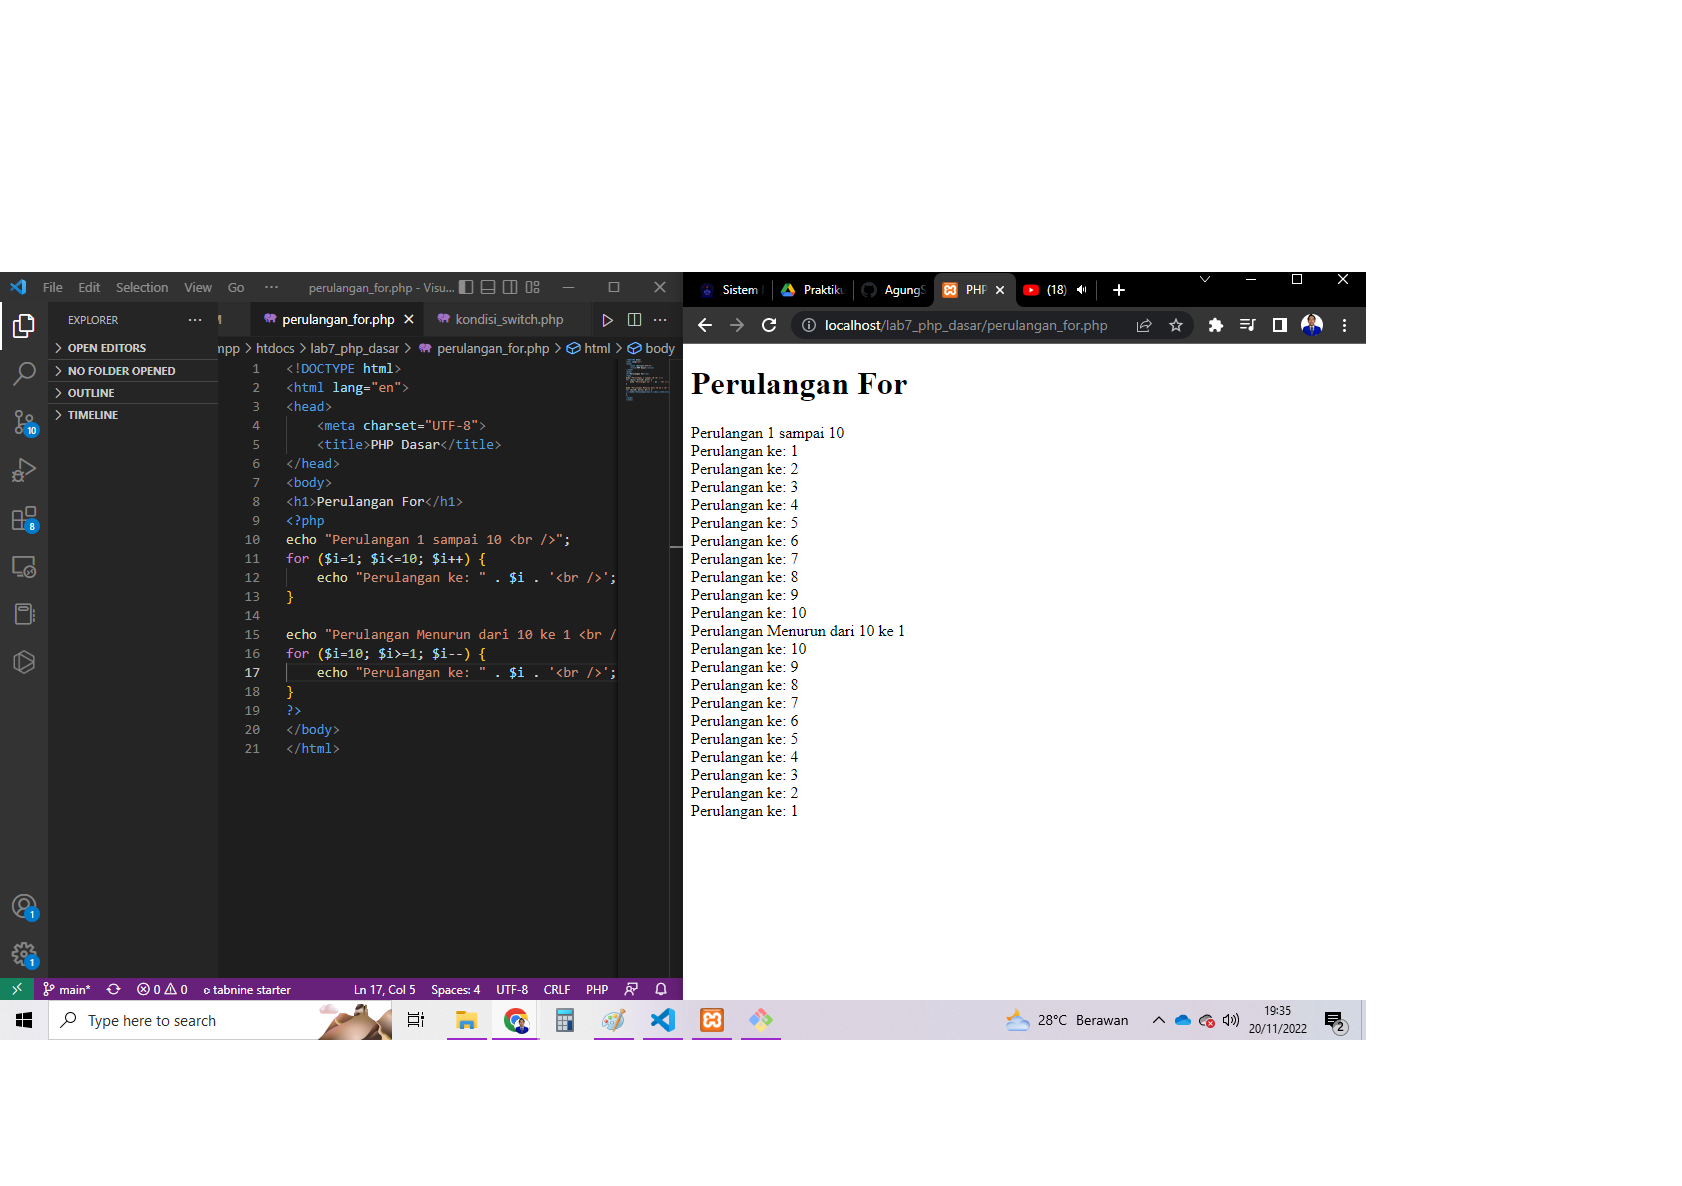 File Edit Selection View Go ··· perulangan_for.php - Visu...
EXPLORER ···
OPEN EDITORS
NO FOLDER OPENED
OUTLINE
TIMELINE
10
8
1
1
perulangan_for.php kondisi_switch.php ···
htdocs > lab7_php_dasar > perulangan_for.php > html > body
1 <!DOCTYPE html>
2 <html lang="en">
3 <head>
4 <meta charset="UTF-8">
5 <title>PHP Dasar</title>
6 </head>
7 <body>
8 <h1>Perulangan For</h1>
9 <?php
10 echo "Perulangan 1 sampai 10 <br />";
11 for ($i=1; $i<=10; $i++) {
12 echo "Perulangan ke: " . $i . '<br />';
13 }
14
15 echo "Perulangan Menurun dari 10 ke 1 <br /
16 for ($i=10; $i>=1; $i--) {
17 echo "Perulangan ke: " . $i . '<br />';
18 }
19 ?>
20 </body>
21 </html>
main* 0 0 tabnine starter Ln 17, Col 5 Spaces: 4 UTF-8 CRLF PHP
Sistem Praktiku AgungS PHP (18)
localhost/lab7_php_dasar/perulangan_for.php
Perulangan For
Perulangan 1 sampai 10
Perulangan ke: 1
Perulangan ke: 2
Perulangan ke: 3
Perulangan ke: 4
Perulangan ke: 5
Perulangan ke: 6
Perulangan ke: 7
Perulangan ke: 8
Perulangan ke: 9
Perulangan ke: 10
Perulangan Menurun dari 10 ke 1
Perulangan ke: 10
Perulangan ke: 9
Perulangan ke: 8
Perulangan ke: 7
Perulangan ke: 6
Perulangan ke: 5
Perulangan ke: 4
Perulangan ke: 3
Perulangan ke: 2
Perulangan ke: 1
Type here to search
28°C Berawan
19:35
20/11/2022
2